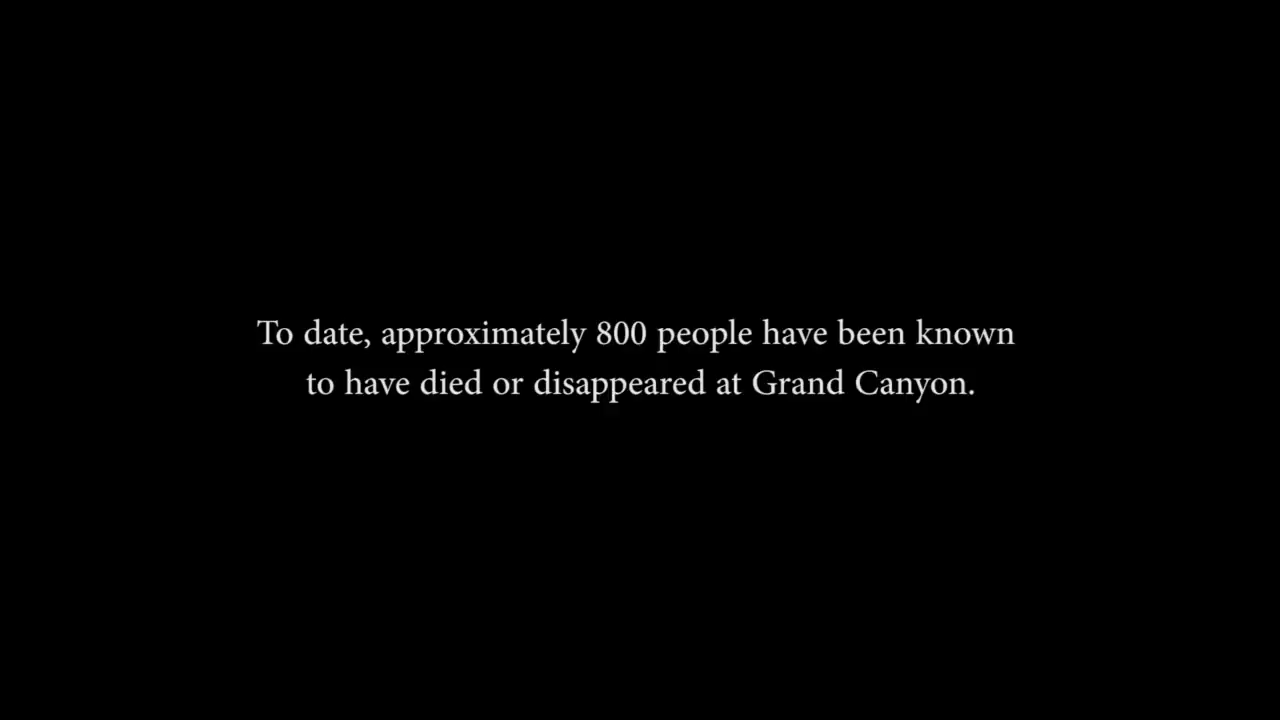 To date, approximately 800 people have been known
to have died or disappeared at Grand Canyon.